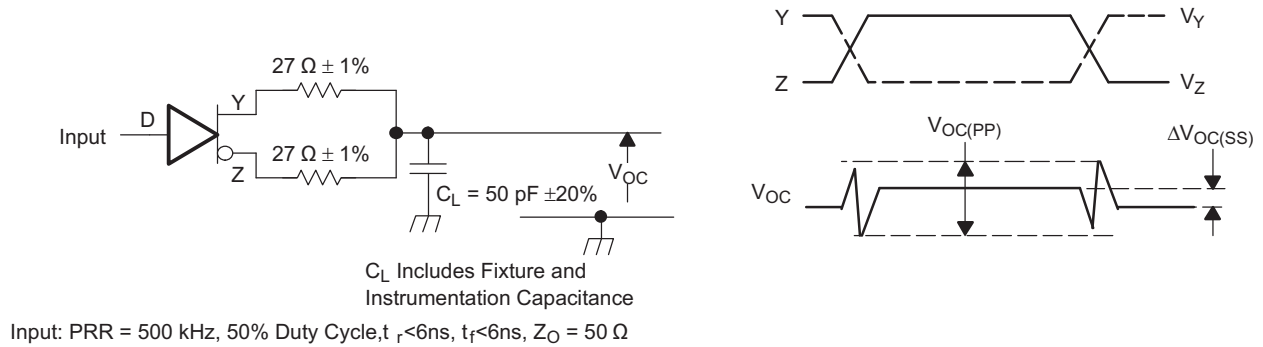 27 Ω ± 1%
Input
D
Y
Z
27 Ω ± 1%
C_L = 50 pF ±20%
V_OC
C_L Includes Fixture and
Instrumentation Capacitance
Input: PRR = 500 kHz, 50% Duty Cycle,t r<6ns, t_f<6ns, Z_O = 50 Ω
Y
V_Y
Z
V_Z
V_OC(PP)
ΔV_OC(SS)
V_OC